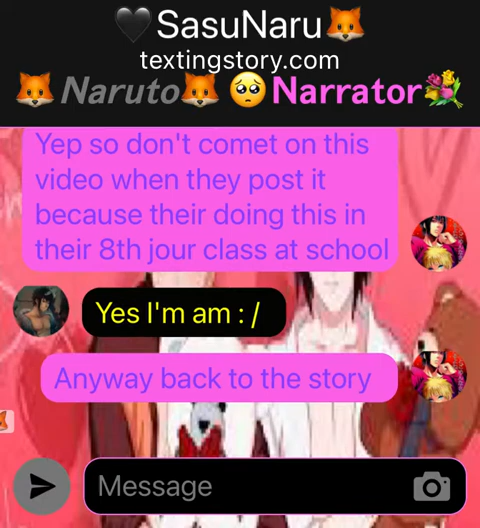 🖤SasuNaru🦊
textingstory.com
🦊Naruto🦊🥺Narrator💐
Yep so don't comet on this
video when they post it
because their doing this in
their 8th jour class at school
Yes I'm am : /
Anyway back to the story
Message